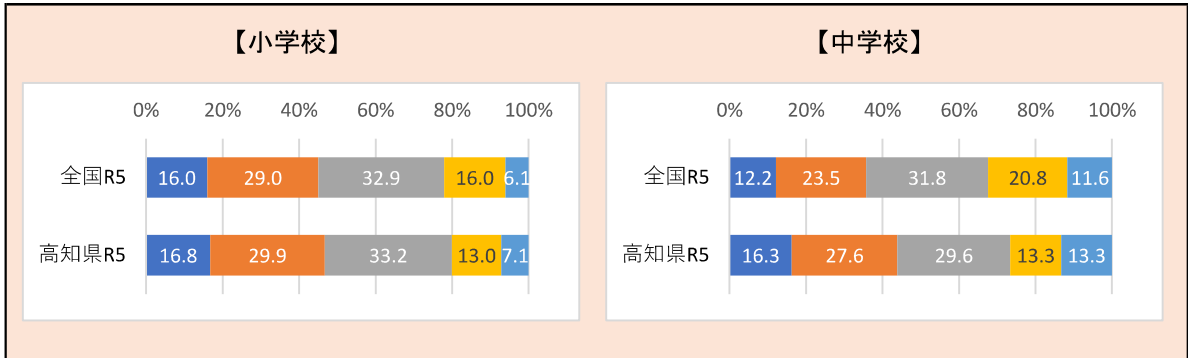 【小学校】
0% 20% 40% 60% 80% 100%
全国R5 16.0 29.0 32.9 16.0 6.1
高知県R5 16.8 29.9 33.2 13.0 7.1
【中学校】
0% 20% 40% 60% 80% 100%
全国R5 12.2 23.5 31.8 20.8 11.6
高知県R5 16.3 27.6 29.6 13.3 13.3